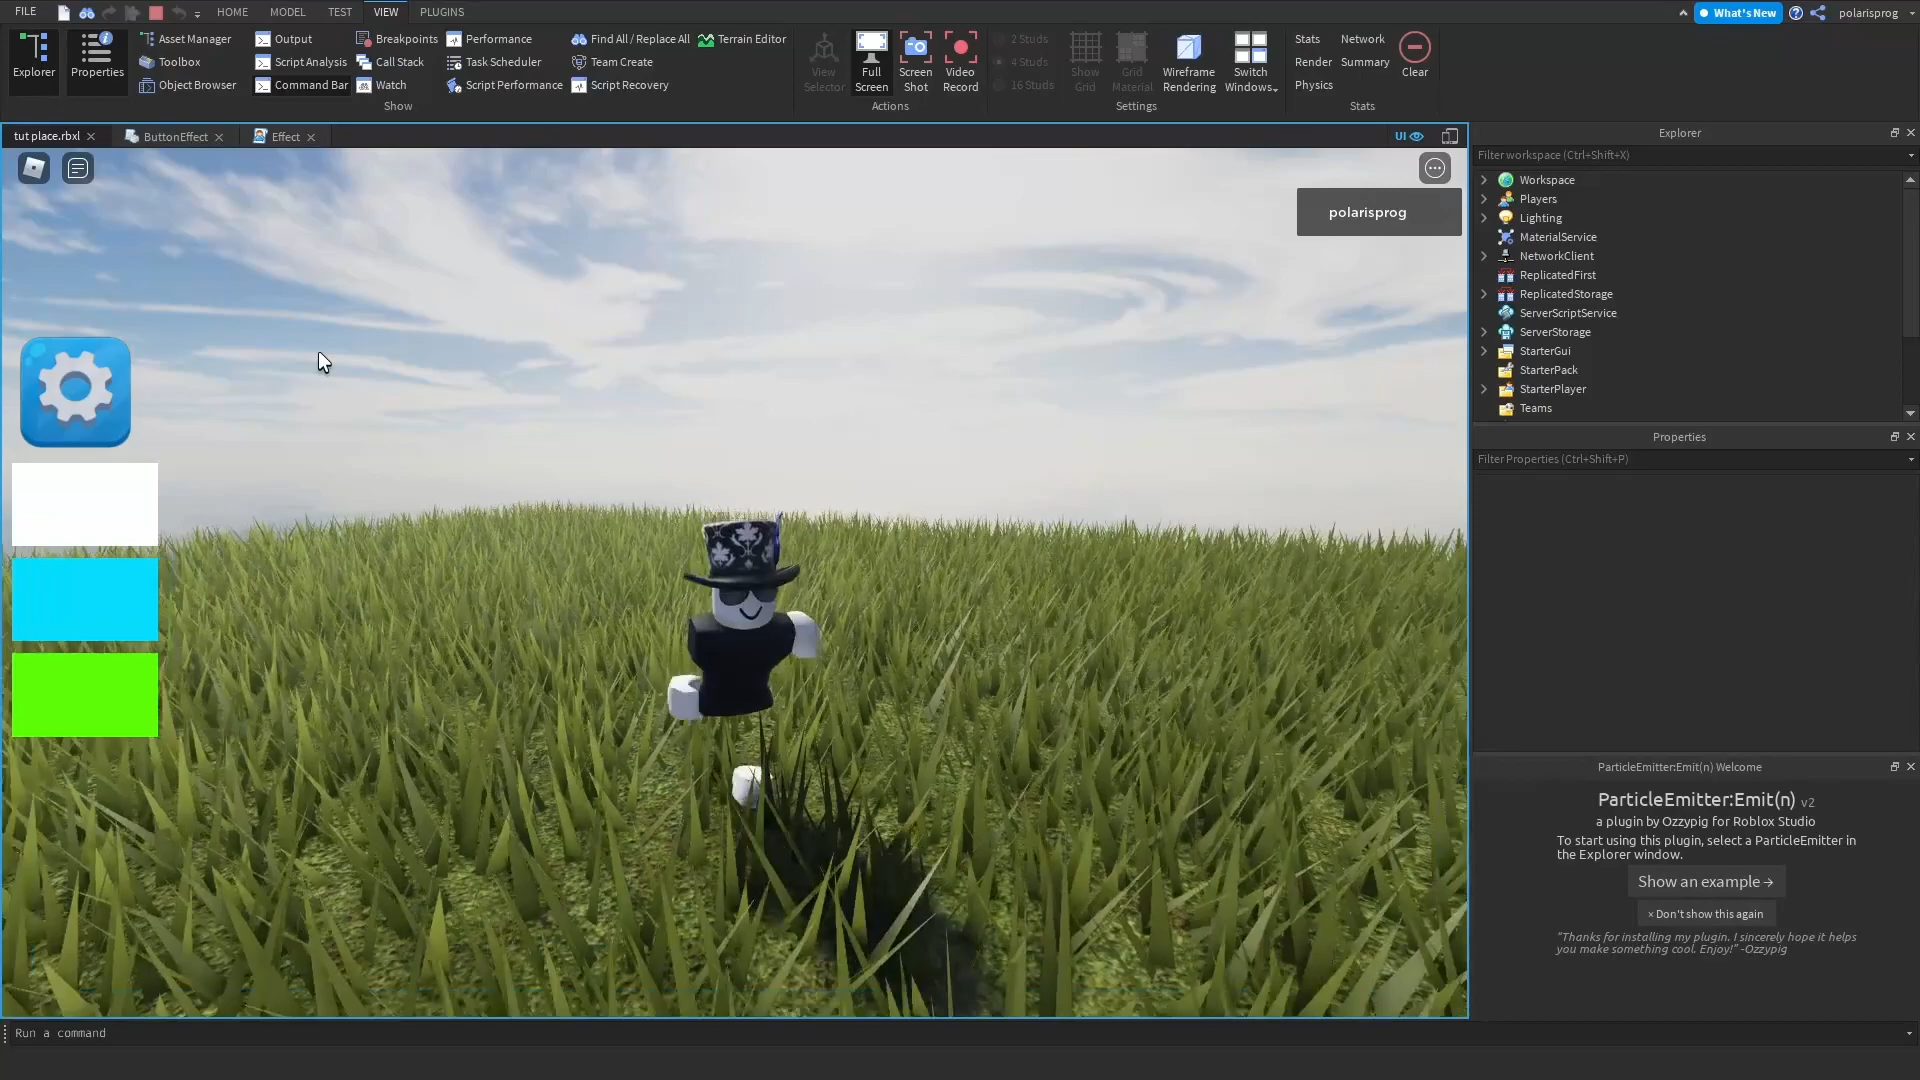 FILE HOME MODEL TEST VIEW PLUGINS What's New polarisprog
Explorer
Properties
Asset Manager
Toolbox
Object Browser
Output
Script Analysis
Command Bar
Breakpoints
Call Stack
Watch
Performance
Task Scheduler
Script Performance
Find All / Replace All
Team Create
Script Recovery
Terrain Editor
Show
View
Selector
Full
Screen
Screen
Shot
Video
Record
Actions
2 Studs
4 Studs
16 Studs
Show
Grid
Grid
Material
Wireframe
Rendering
Switch
Windows
Settings
Stats
Render
Physics
Network
Summary
Clear
Stats
tut place.rbxl ButtonEffect Effect UI
polarisprog
Explorer
Filter workspace (Ctrl+Shift+X)
Workspace
Players
Lighting
MaterialService
NetworkClient
ReplicatedFirst
ReplicatedStorage
ServerScriptService
ServerStorage
StarterGui
StarterPack
StarterPlayer
Teams
Properties
Filter Properties (Ctrl+Shift+P)
ParticleEmitter:Emit(n) Welcome
ParticleEmitter:Emit(n) v2
a plugin by Ozzypig for Roblox Studio
To start using this plugin, select a ParticleEmitter in
the Explorer window.
Show an example →
× Don't show this again
"Thanks for installing my plugin. I sincerely hope it helps
you make something cool. Enjoy!" -Ozzypig
Run a command